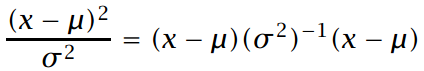 (x − μ)² / σ² = (x − μ)(σ²)⁻¹(x − μ)